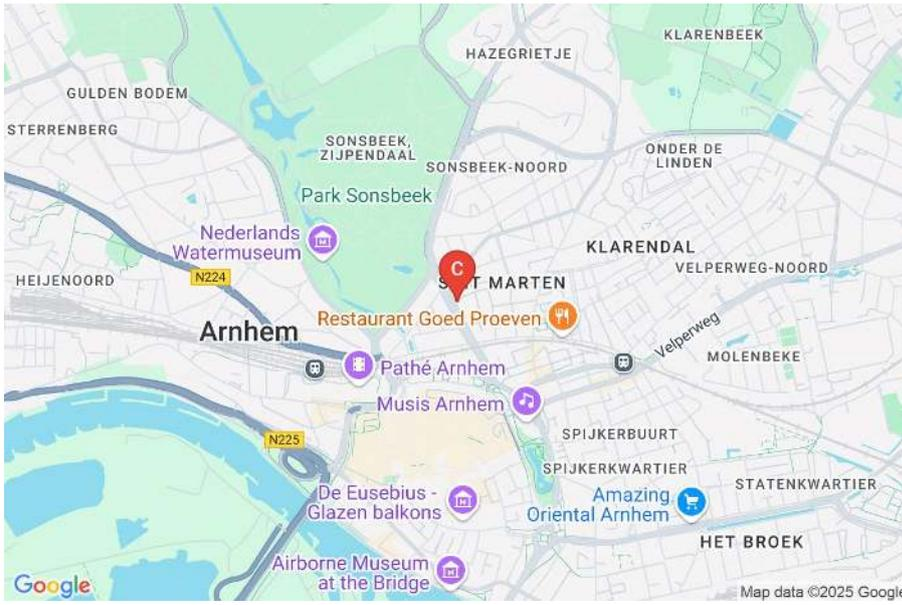 KLARENBEEK
HAZEGRIETJE
GULDEN BODEM
STERRENBERG
SONSBEEK,
ZIJPENDAAL
ONDER DE
LINDEN
SONSBEEK-NOORD
Park Sonsbeek
Nederlands
Watermuseum
KLARENDAL
VELPERWEG-NOORD
C
HEIJENOORD
N224
MARTEN
Restaurant Goed Proeven
Arnhem
Velperweg
MOLENBEKE
Pathé Arnhem
Musis Arnhem
N225
SPIJKERBUURT
SPIJKERKWARTIER
STATENKWARTIER
De Eusebius -
Glazen balkons
Amazing
Oriental Arnhem
HET BROEK
Airborne Museum
at the Bridge
Google
Map data ©2025 Google